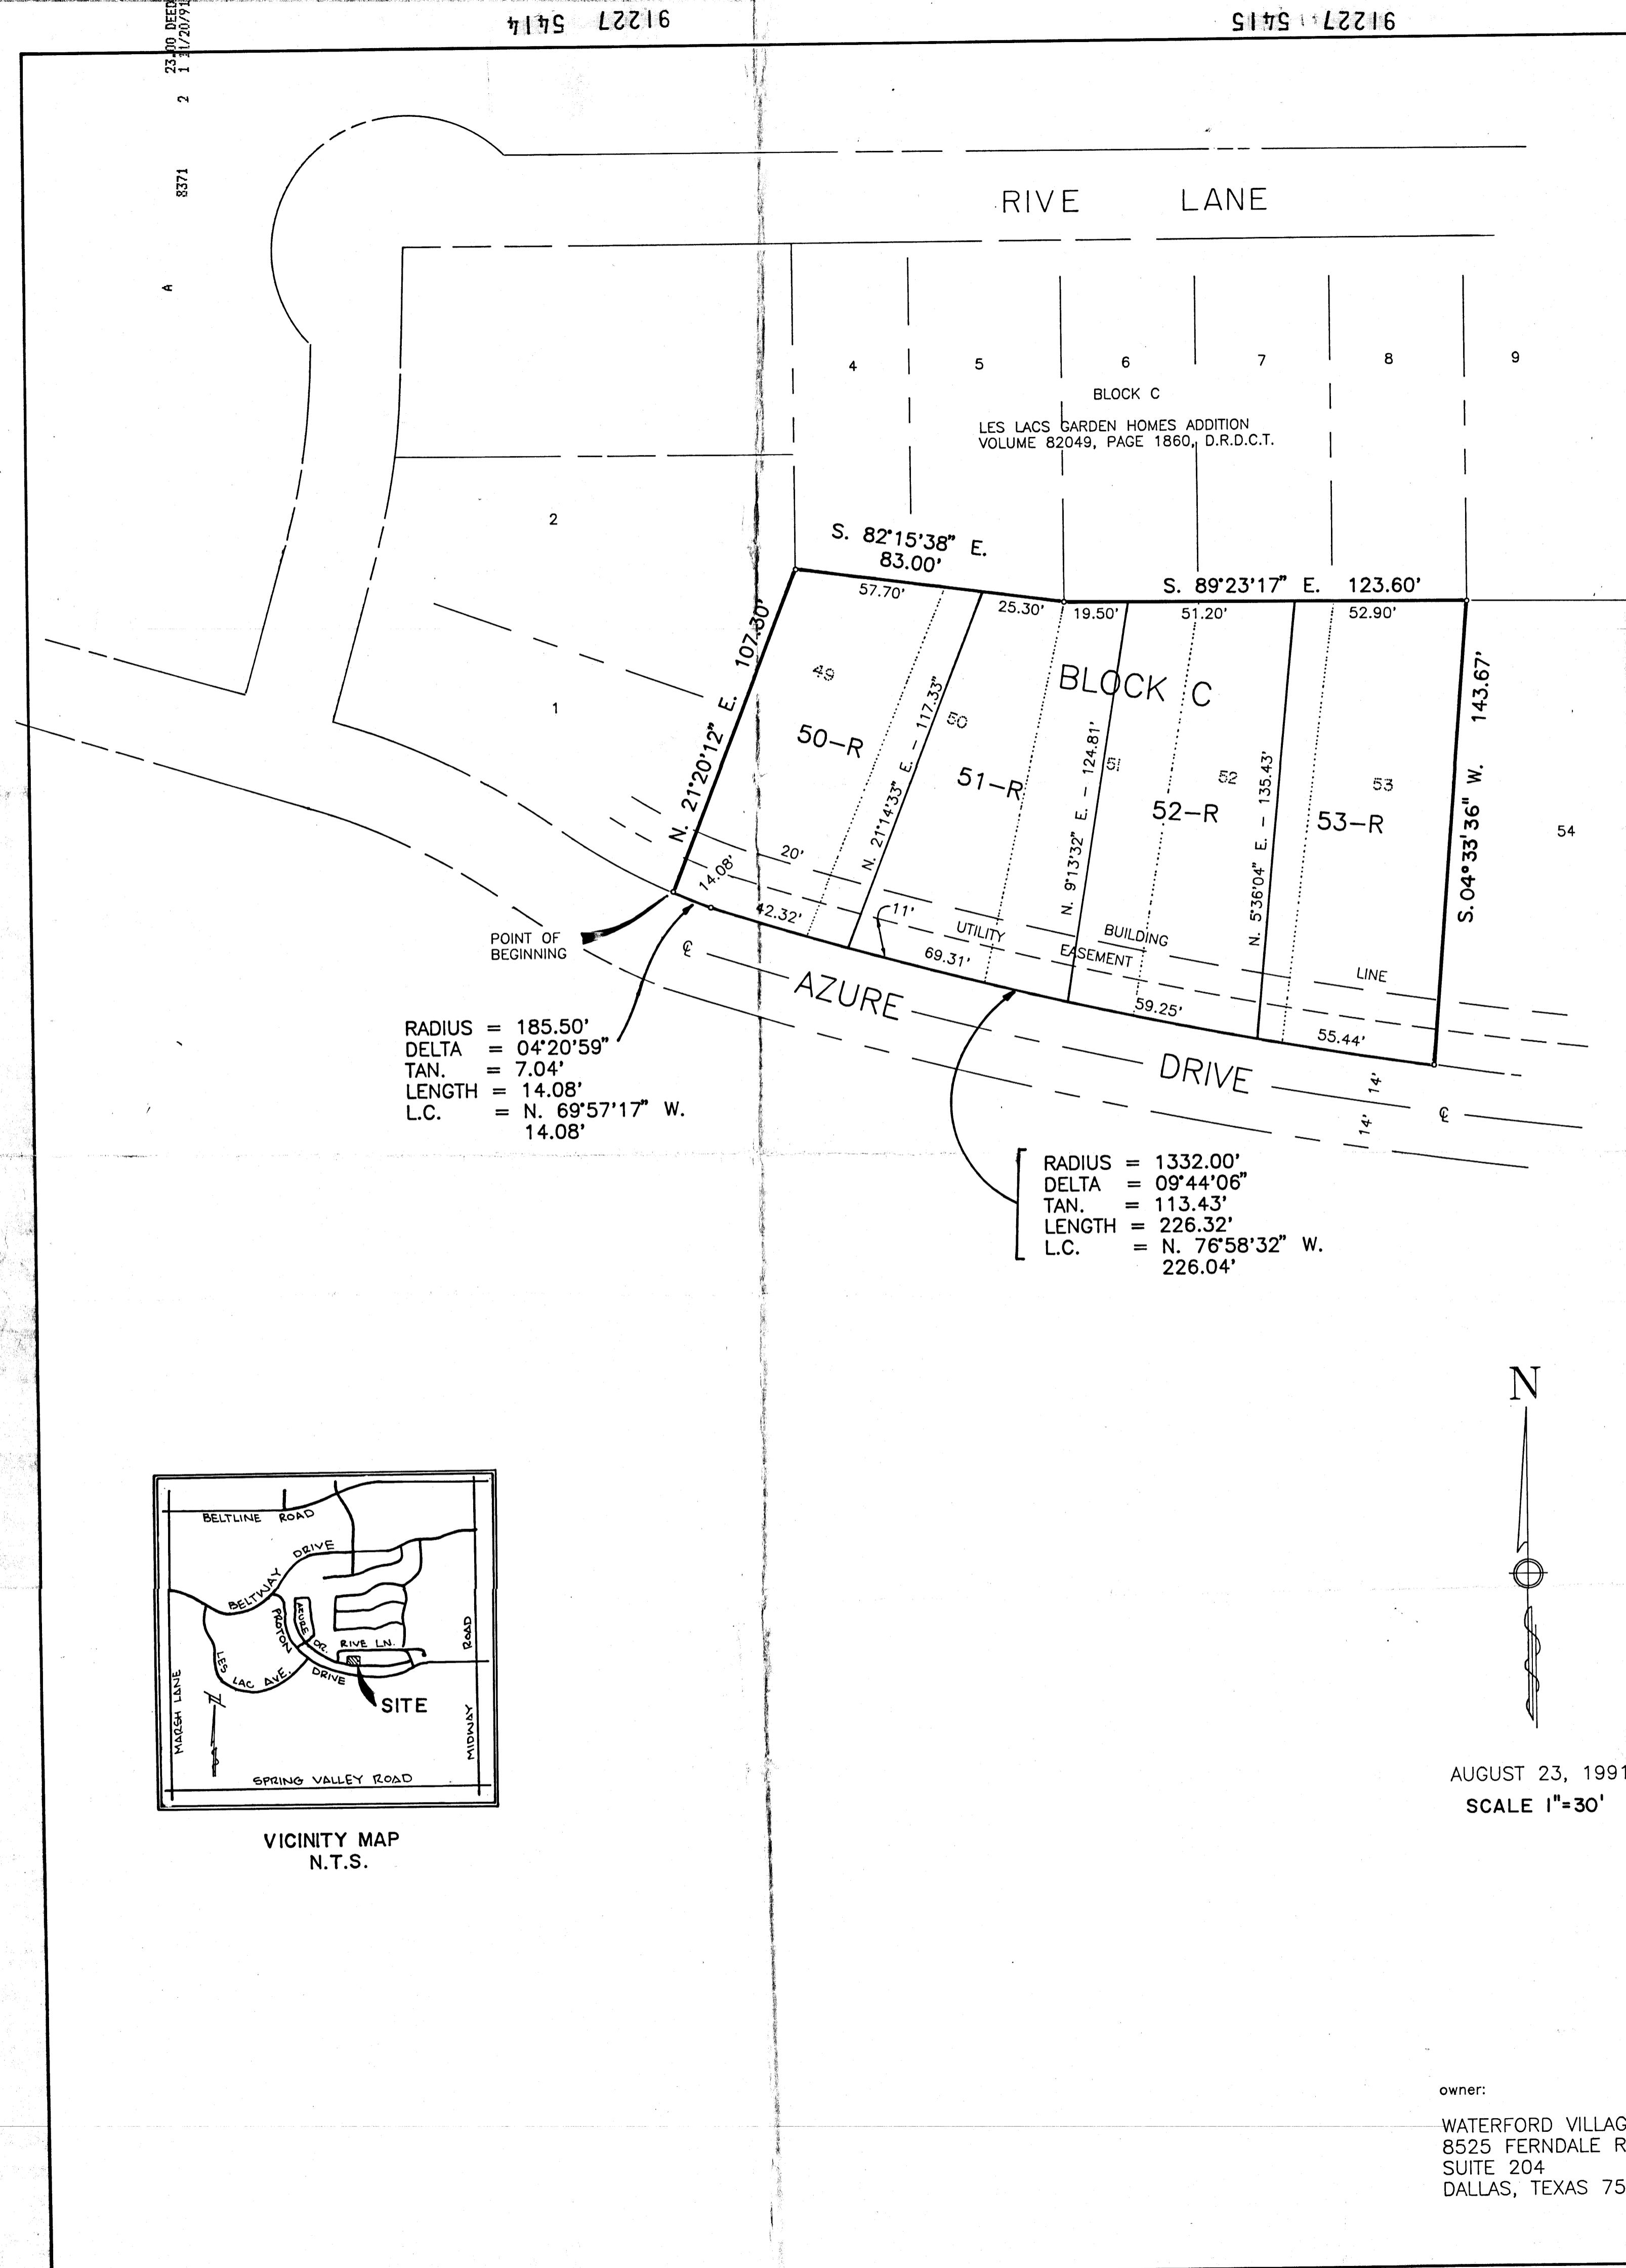 91227 5414
91227 5415
23.00 DEED
1 11/20/91
2
8371
A
RIVE LANE
4
5
6
7
8
9
BLOCK C
LES LACS GARDEN HOMES ADDITION
VOLUME 82049, PAGE 1860, D.R.D.C.T.
2
1
S. 82°15'38" E.
83.00'
S. 89°23'17" E. 123.60'
57.70'
25.30'
19.50'
51.20'
52.90'
N. 21°20'12" E. 107.30'
49
50-R
N. 21°14'33" E. - 117.33'
50
51-R
BLOCK C
N. 9°13'32" E. - 124.81'
51
52
52-R
N. 5°36'04" E. - 135.43'
53
53-R
S. 04°33'36" W. 143.67'
54
20'
14.08'
42.32'
11'
UTILITY
EASEMENT
BUILDING
LINE
69.31'
59.25'
55.44'
POINT OF
BEGINNING
℄
AZURE DRIVE
14'
14'
℄
RADIUS = 185.50'
DELTA = 04°20'59"
TAN. = 7.04'
LENGTH = 14.08'
L.C. = N. 69°57'17" W.
14.08'
RADIUS = 1332.00'
DELTA = 09°44'06"
TAN. = 113.43'
LENGTH = 226.32'
L.C. = N. 76°58'32" W.
226.04'
N
AUGUST 23, 1991
SCALE 1"=30'
BELTLINE ROAD
BELTWAY DRIVE
PROTON DRIVE
AZURE DR.
RIVE LN.
LES LAC AVE.
MARSH LANE
MIDWAY ROAD
SITE
N
SPRING VALLEY ROAD
VICINITY MAP
N.T.S.
owner:
WATERFORD VILLAG
8525 FERNDALE R
SUITE 204
DALLAS, TEXAS 75